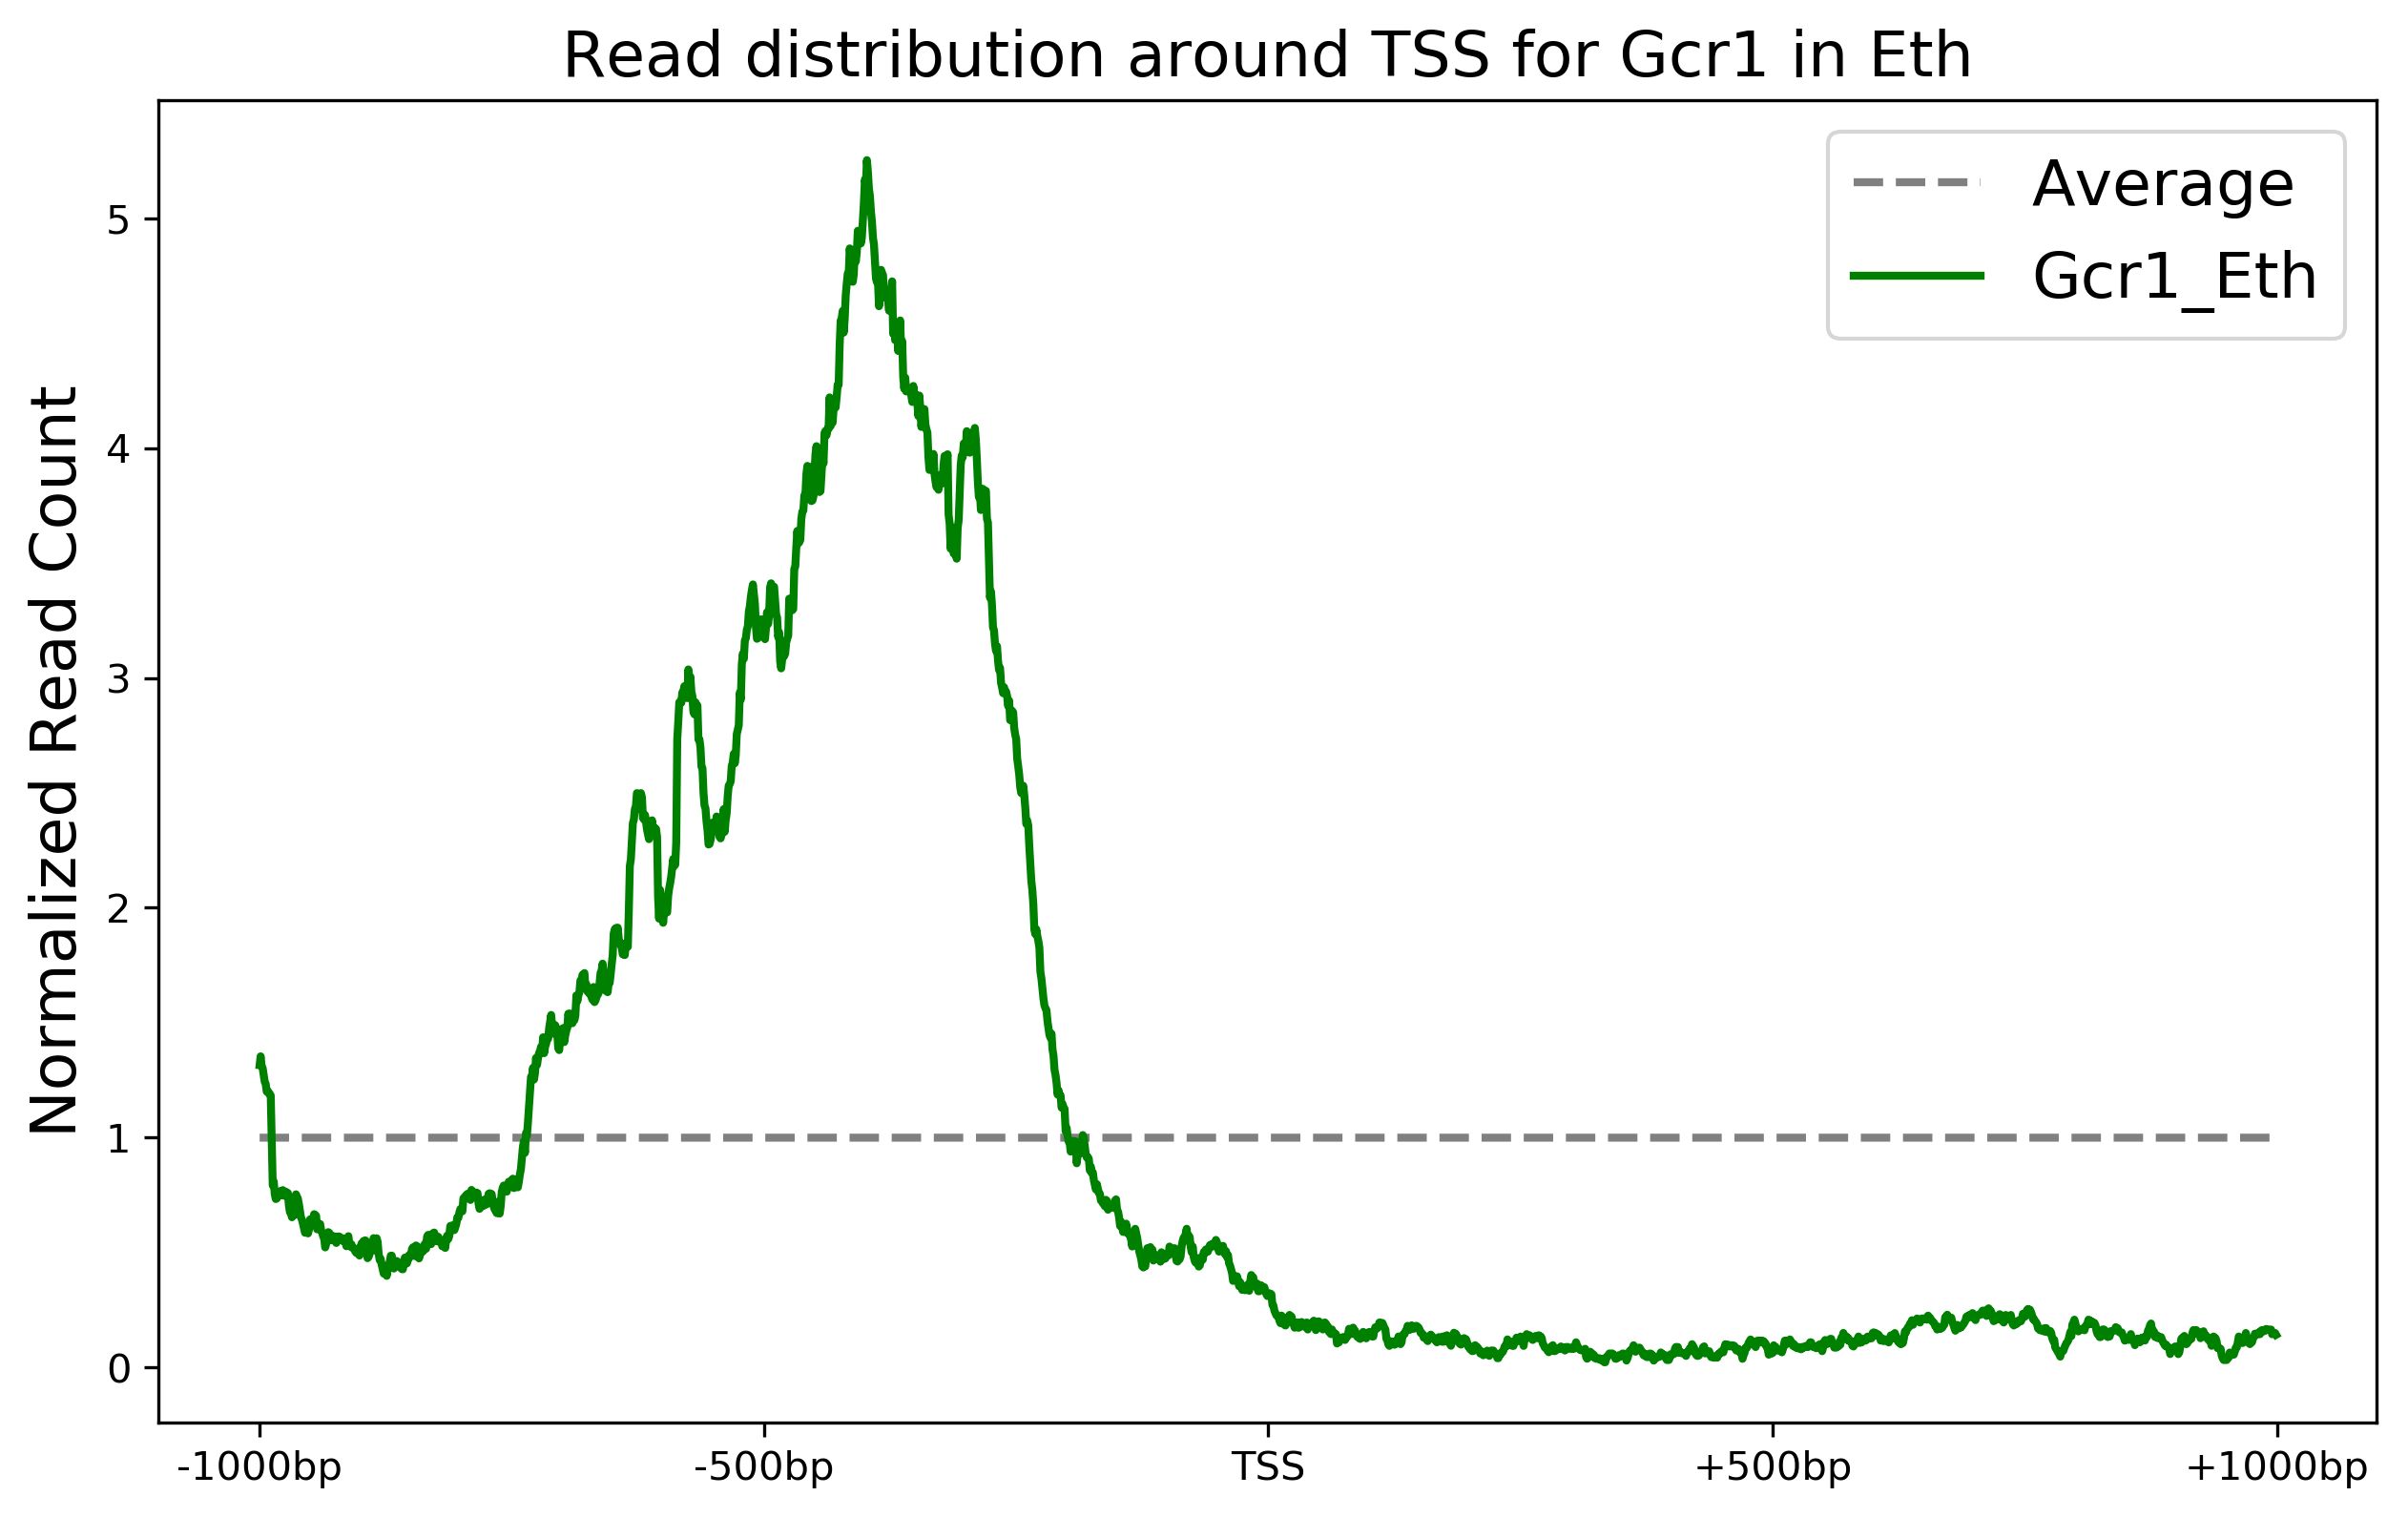 Read distribution around TSS for Gcr1 in Eth
Average
Gcr1_Eth
Normalized Read Count
5
4
3
2
1
0
-1000bp
-500bp
TSS
+500bp
+1000bp